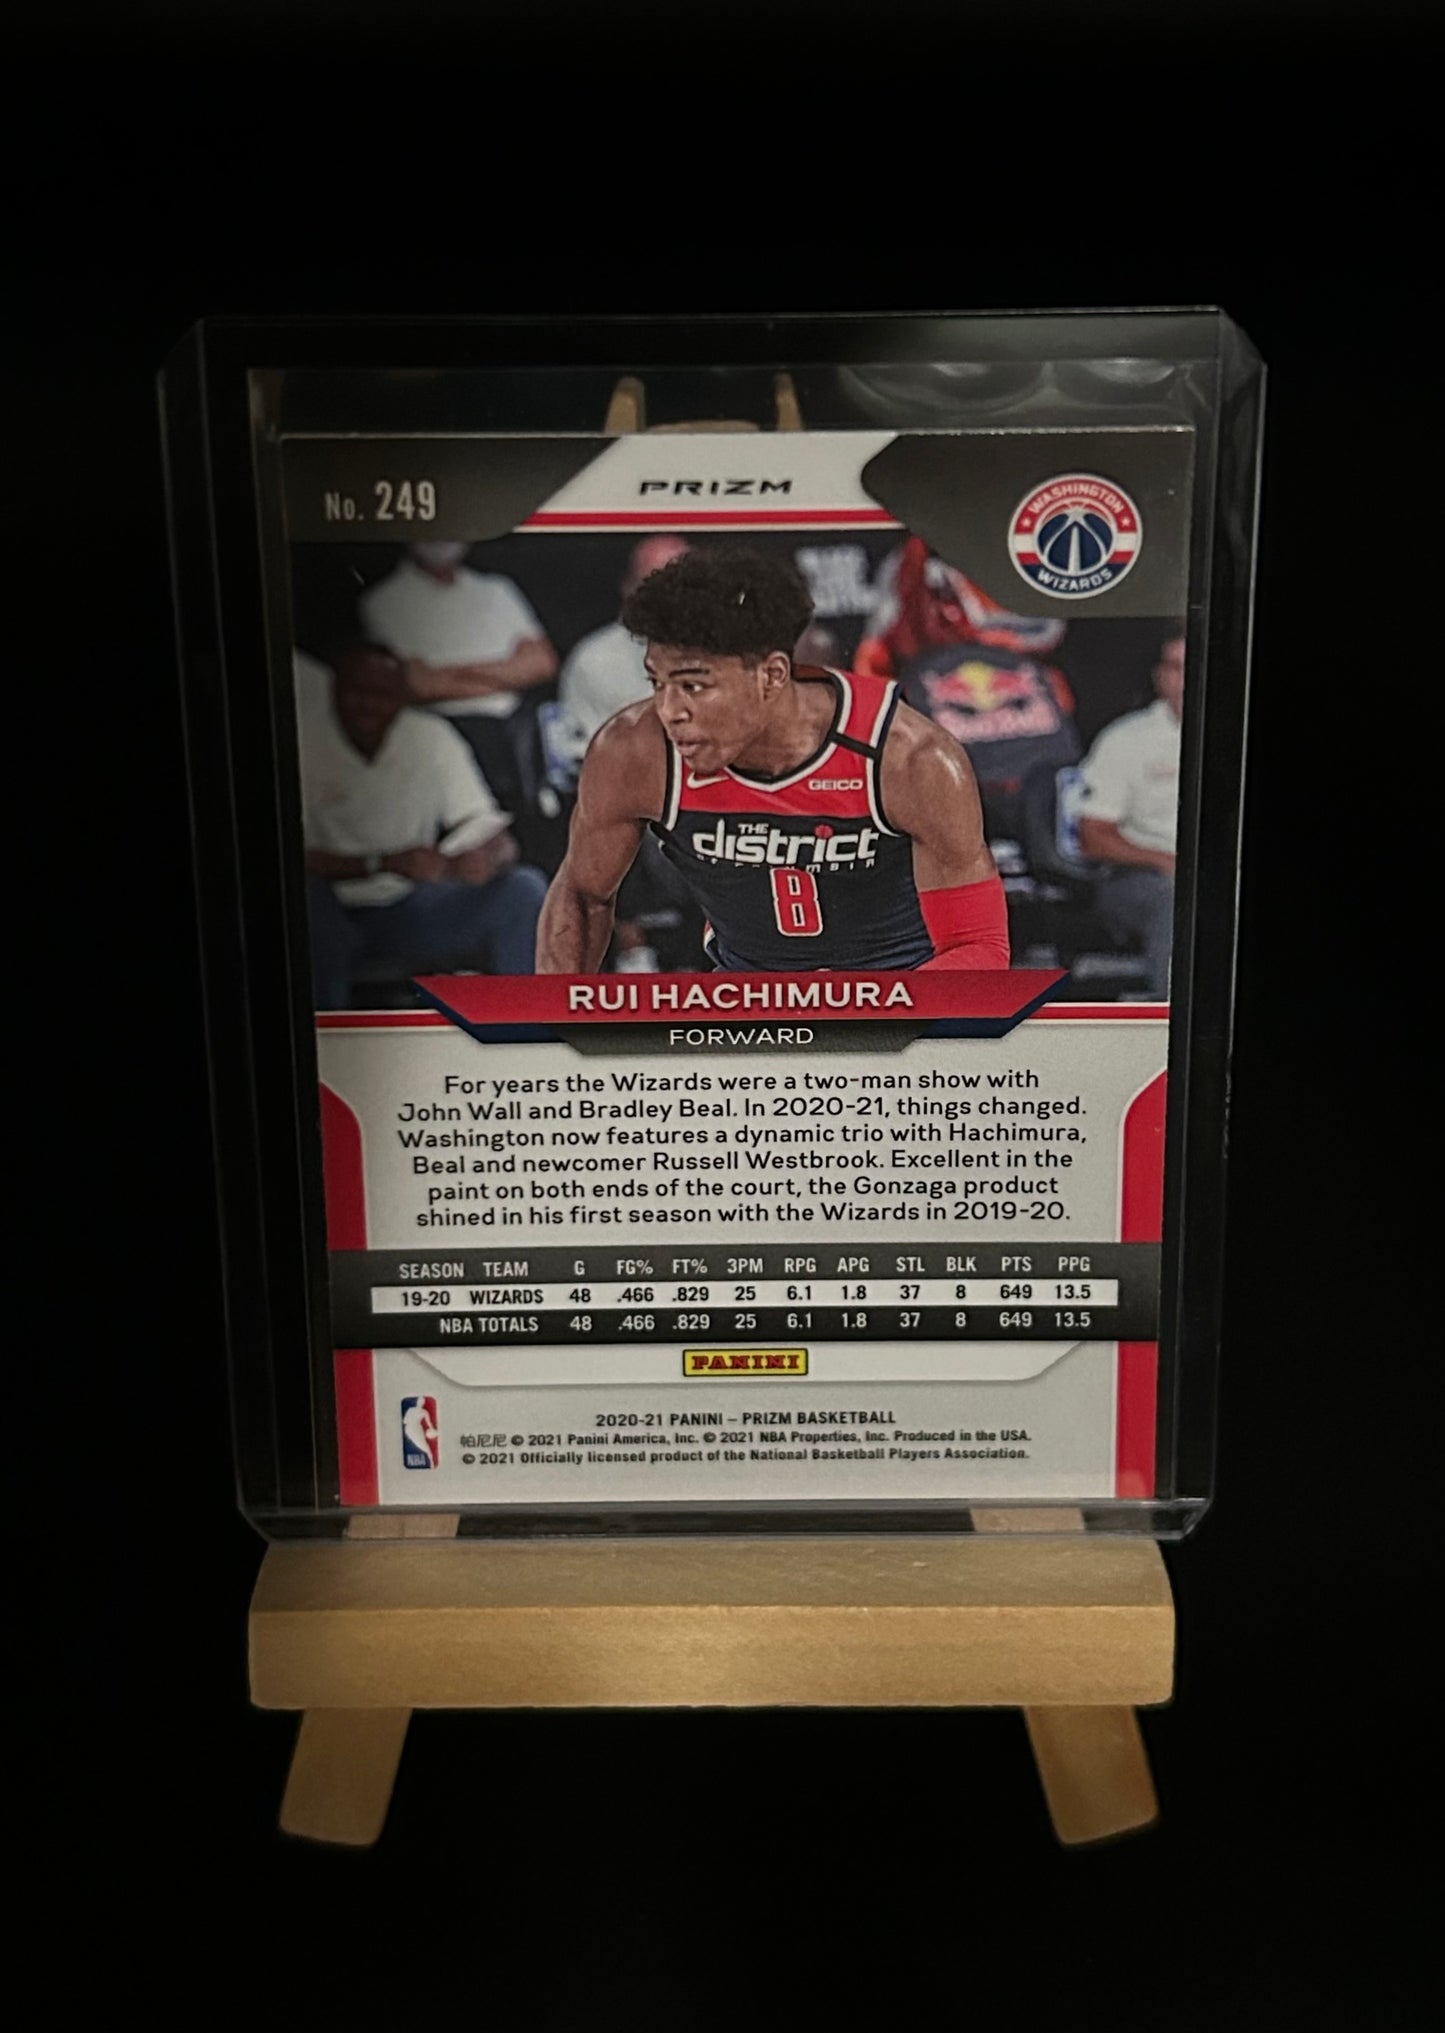 No. 249
PRIZM
WASHINGTON
WIZARDS
Red Bull
GEICO
THE
district
OF COLUMBIA
8
RUI HACHIMURA
FORWARD
For years the Wizards were a two-man show with
John Wall and Bradley Beal. In 2020-21, things changed.
Washington now features a dynamic trio with Hachimura,
Beal and newcomer Russell Westbrook. Excellent in the
paint on both ends of the court, the Gonzaga product
shined in his first season with the Wizards in 2019-20.
SEASON TEAM G FG% FT% 3PM RPG APG STL BLK PTS PPG
19-20 WIZARDS 48 .466 .829 25 6.1 1.8 37 8 649 13.5
NBA TOTALS 48 .466 .829 25 6.1 1.8 37 8 649 13.5
PANINI
2020-21 PANINI – PRIZM BASKETBALL
帕尼尼 © 2021 Panini America, Inc. © 2021 NBA Properties, Inc. Produced in the USA.
© 2021 Officially licensed product of the National Basketball Players Association.
NBA